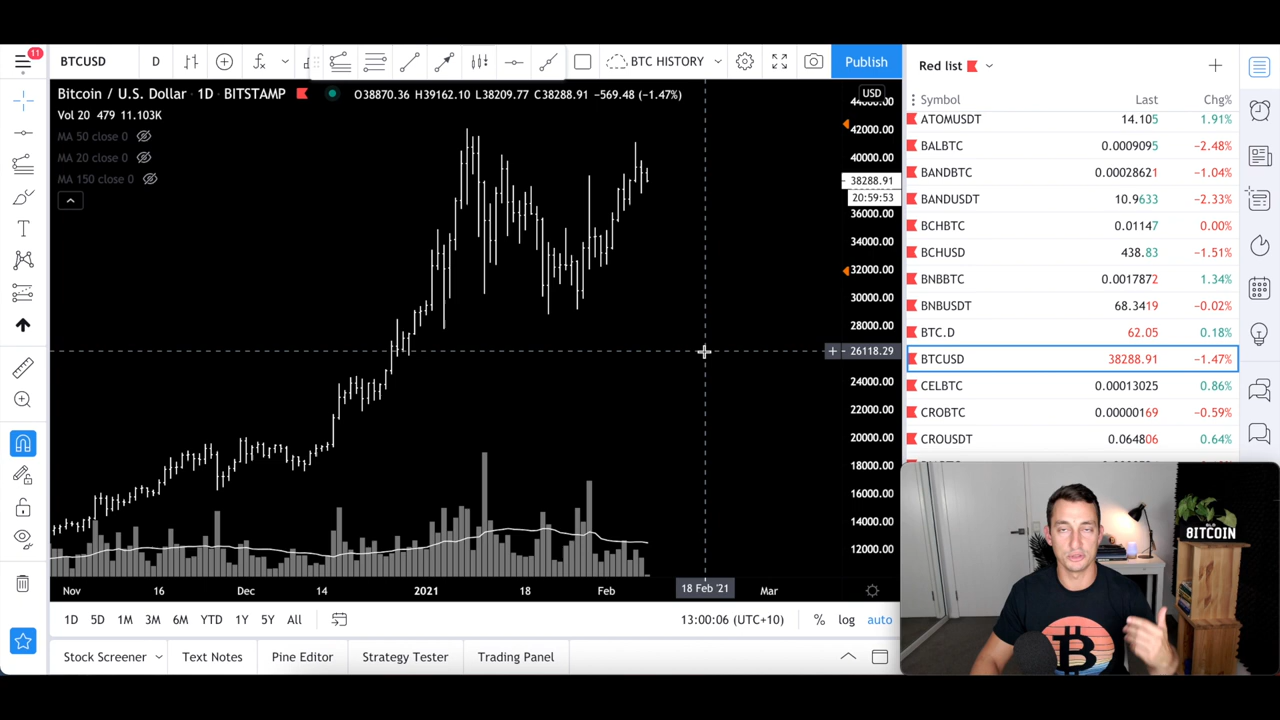 11
BTCUSD
D
BTC HISTORY
Publish
Bitcoin / U.S. Dollar · 1D · BITSTAMP
O38870.36 H39162.10 L38209.77 C38288.91 −569.48 (−1.47%)
Vol 20 479 11.103K
MA 50 close 0
MA 20 close 0
MA 150 close 0
USD
44000.00
42000.00
40000.00
38288.91
20:59:53
36000.00
34000.00
32000.00
30000.00
28000.00
26118.29
24000.00
22000.00
20000.00
18000.00
16000.00
14000.00
12000.00
Nov 16 Dec 14 2021 18 Feb 18 Feb '21 Mar
1D 5D 1M 3M 6M YTD 1Y 5Y All
13:00:06 (UTC+10) % log auto
Stock Screener Text Notes Pine Editor Strategy Tester Trading Panel
Red list
Symbol Last Chg%
ATOMUSDT 14.105 1.91%
BALBTC 0.0009095 −2.48%
BANDBTC 0.00028621 −1.04%
BANDUSDT 10.9633 −2.33%
BCHBTC 0.01147 0.00%
BCHUSD 438.83 −1.51%
BNBBTC 0.0017872 1.34%
BNBUSDT 68.3419 −0.02%
BTC.D 62.05 0.18%
BTCUSD 38288.91 −1.47%
CELBTC 0.00013025 0.86%
CROBTC 0.00000169 −0.59%
CROUSDT 0.064806 0.64%
BITCOIN